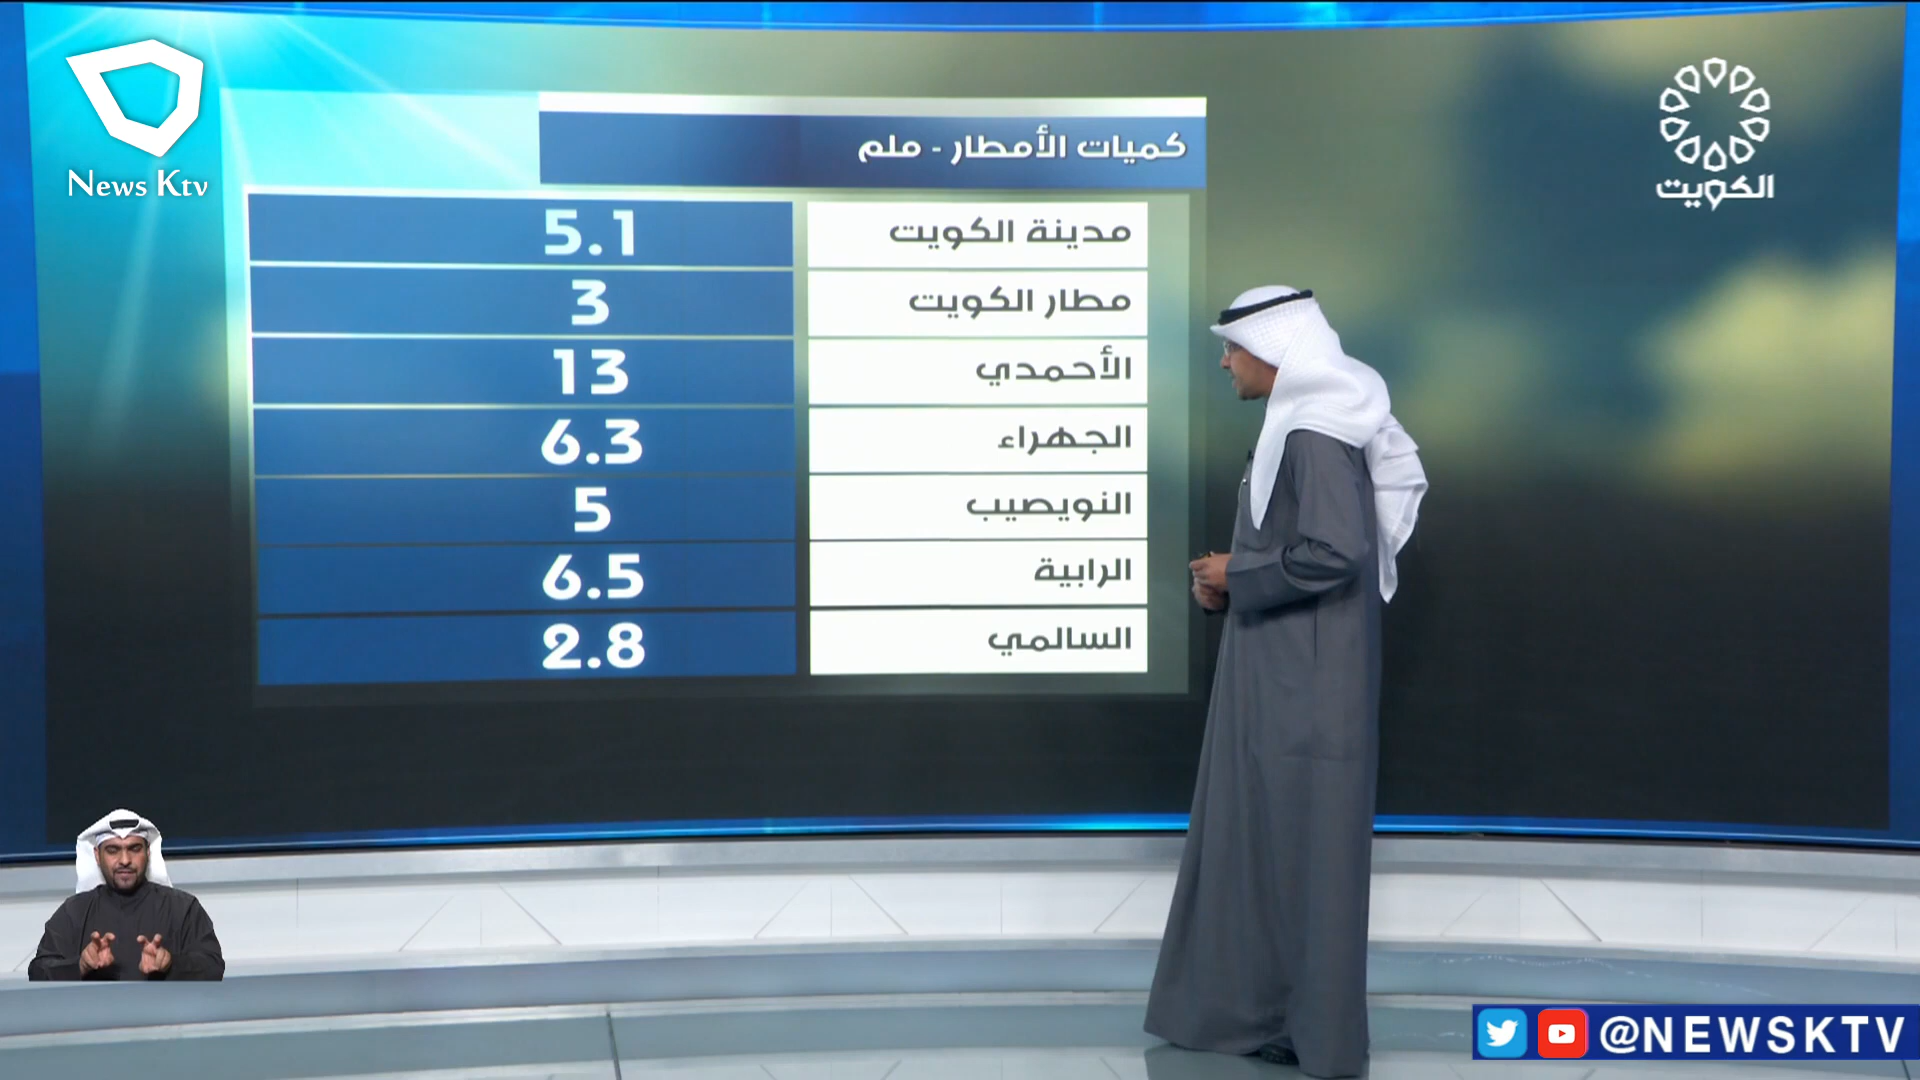 News Ktv
الكويت
كميات الأمطار - ملم
مدينة الكويت 5.1
مطار الكويت 3
الأحمدي 13
الجهراء 6.3
النويصيب 5
الرابية 6.5
السالمي 2.8
@NEWSKTV